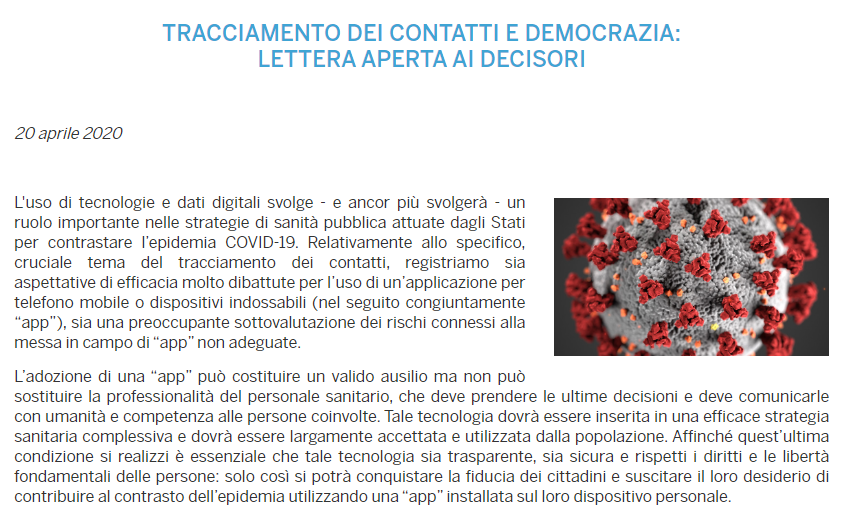 TRACCIAMENTO DEI CONTATTI E DEMOCRAZIA:
LETTERA APERTA AI DECISORI
20 aprile 2020
L'uso di tecnologie e dati digitali svolge - e ancor più svolgerà - un
ruolo importante nelle strategie di sanità pubblica attuate dagli Stati
per contrastare l'epidemia COVID-19. Relativamente allo specifico,
cruciale tema del tracciamento dei contatti, registriamo sia
aspettative di efficacia molto dibattute per l'uso di un'applicazione per
telefono mobile o dispositivi indossabili (nel seguito congiuntamente
“app”), sia una preoccupante sottovalutazione dei rischi connessi alla
messa in campo di “app” non adeguate.
L'adozione di una “app” può costituire un valido ausilio ma non può
sostituire la professionalità del personale sanitario, che deve prendere le ultime decisioni e deve comunicarle
con umanità e competenza alle persone coinvolte. Tale tecnologia dovrà essere inserita in una efficace strategia
sanitaria complessiva e dovrà essere largamente accettata e utilizzata dalla popolazione. Affinché quest'ultima
condizione si realizzi è essenziale che tale tecnologia sia trasparente, sia sicura e rispetti i diritti e le libertà
fondamentali delle persone: solo così si potrà conquistare la fiducia dei cittadini e suscitare il loro desiderio di
contribuire al contrasto dell'epidemia utilizzando una “app” installata sul loro dispositivo personale.